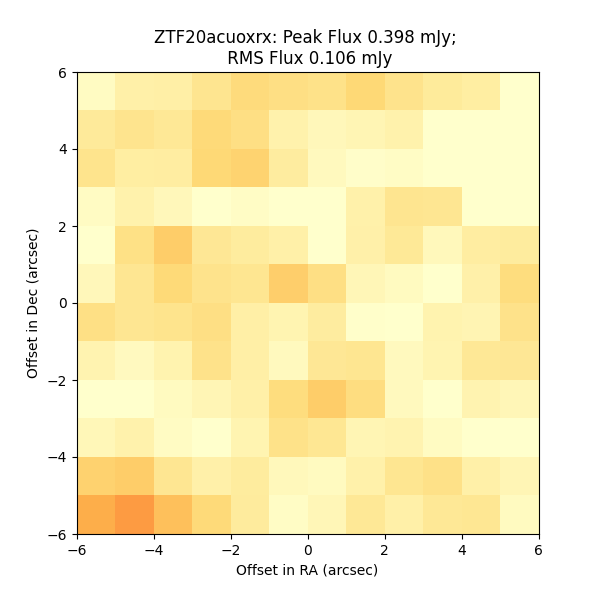 ZTF20acuoxrx: Peak Flux 0.398 mJy;
RMS Flux 0.106 mJy
6
4
2
0
−2
−4
−6
Offset in Dec (arcsec)
−6 −4 −2 0 2 4 6
Offset in RA (arcsec)